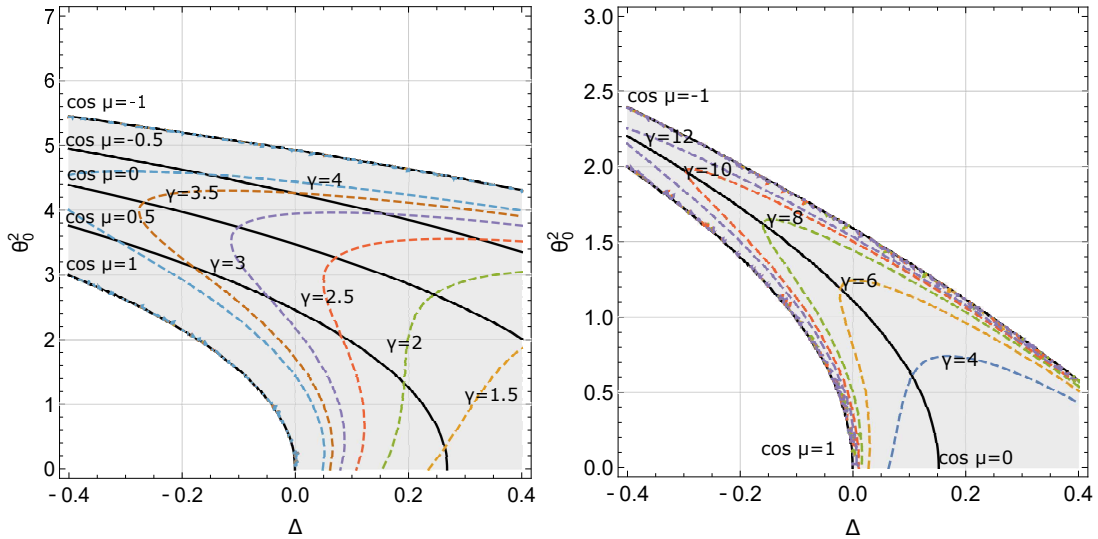 7
6
5
4
3
2
1
0
θ₀²
cos μ=-1
cos μ=-0.5
cos μ=0
cos μ=0.5
cos μ=1
γ=4
γ=3.5
γ=3
γ=2.5
γ=2
γ=1.5
-0.4 -0.2 0.0 0.2 0.4
Δ
3.0
2.5
2.0
1.5
1.0
0.5
0.0
θ₀²
cos μ=-1
γ=12
γ=10
γ=8
γ=6
γ=4
cos μ=1
cos μ=0
-0.4 -0.2 0.0 0.2 0.4
Δ